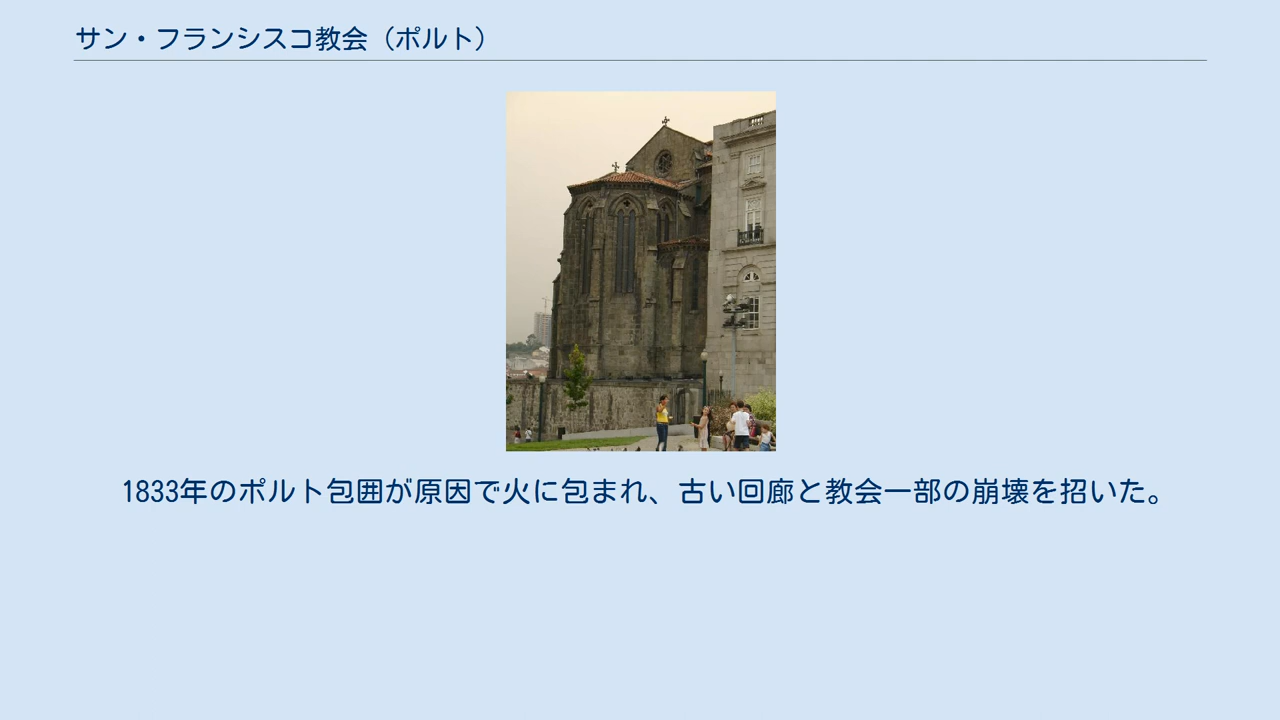 サン・フランシスコ教会（ポルト）
1833年のポルト包囲が原因で火に包まれ、古い回廊と教会一部の崩壊を招いた。